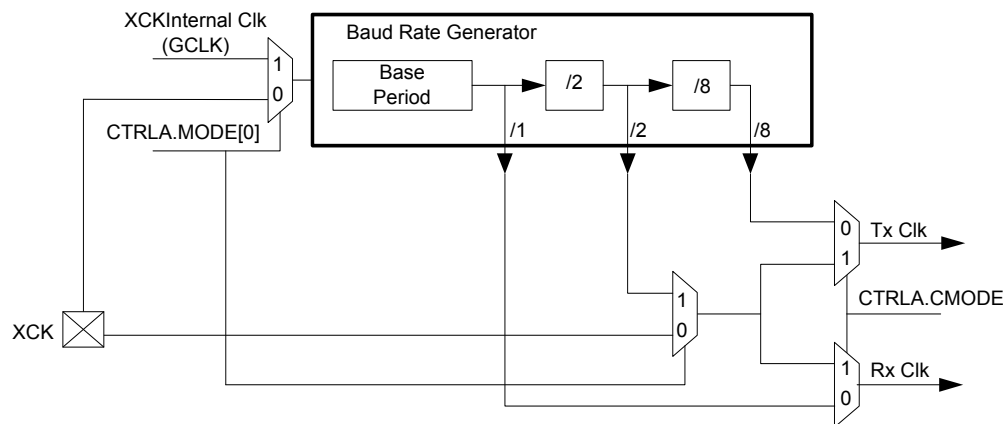 XCKInternal Clk
(GCLK)
Baud Rate Generator
1
0
Base
Period
/2
/8
CTRLA.MODE[0]
/1
/2
/8
0
Tx Clk
1
1
CTRLA.CMODE
XCK
0
1
Rx Clk
0